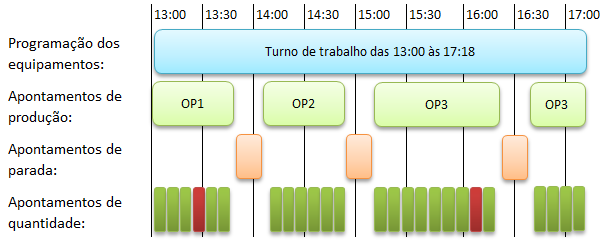 13:00 13:30 14:00 14:30 15:00 15:30 16:00 16:30 17:00
Programação dos
equipamentos:
Turno de trabalho das 13:00 às 17:18
Apontamentos de
produção:
OP1 OP2 OP3 OP3
Apontamentos de
parada:
Apontamentos de
quantidade: